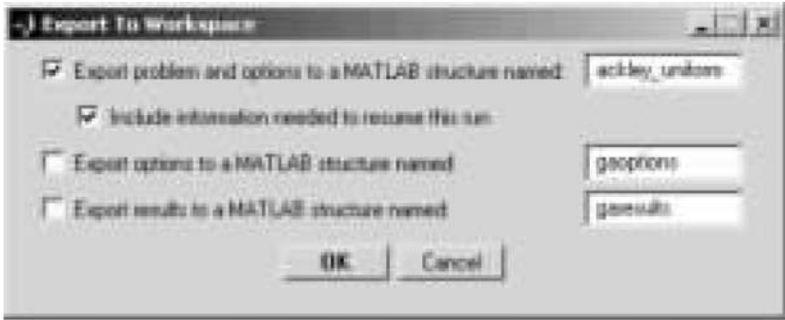 Export To Workspace
Export problem and options to a MATLAB structure named: ackley_uniform
Include information needed to resume this run
Export options to a MATLAB structure named: gaoptions
Export results to a MATLAB structure named: garesults
OK Cancel